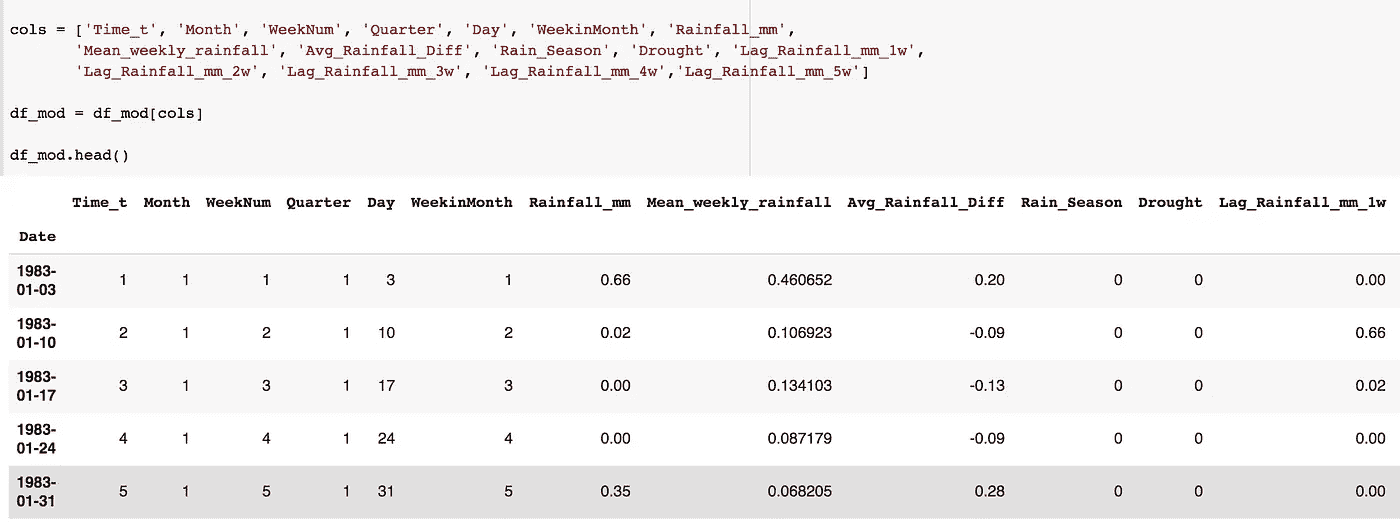 cols = ['Time_t', 'Month', 'WeekNum', 'Quarter', 'Day', 'WeekinMonth', 'Rainfall_mm',
'Mean_weekly_rainfall', 'Avg_Rainfall_Diff', 'Rain_Season', 'Drought', 'Lag_Rainfall_mm_1w',
'Lag_Rainfall_mm_2w', 'Lag_Rainfall_mm_3w', 'Lag_Rainfall_mm_4w','Lag_Rainfall_mm_5w']
df_mod = df_mod[cols]
df_mod.head()
Time_t Month WeekNum Quarter Day WeekinMonth Rainfall_mm Mean_weekly_rainfall Avg_Rainfall_Diff Rain_Season Drought Lag_Rainfall_mm_1w
Date
1983-
01-03 1 1 1 1 3 1 0.66 0.460652 0.20 0 0 0.00
1983-
01-10 2 1 2 1 10 2 0.02 0.106923 -0.09 0 0 0.66
1983-
01-17 3 1 3 1 17 3 0.00 0.134103 -0.13 0 0 0.02
1983-
01-24 4 1 4 1 24 4 0.00 0.087179 -0.09 0 0 0.00
1983-
01-31 5 1 5 1 31 5 0.35 0.068205 0.28 0 0 0.00